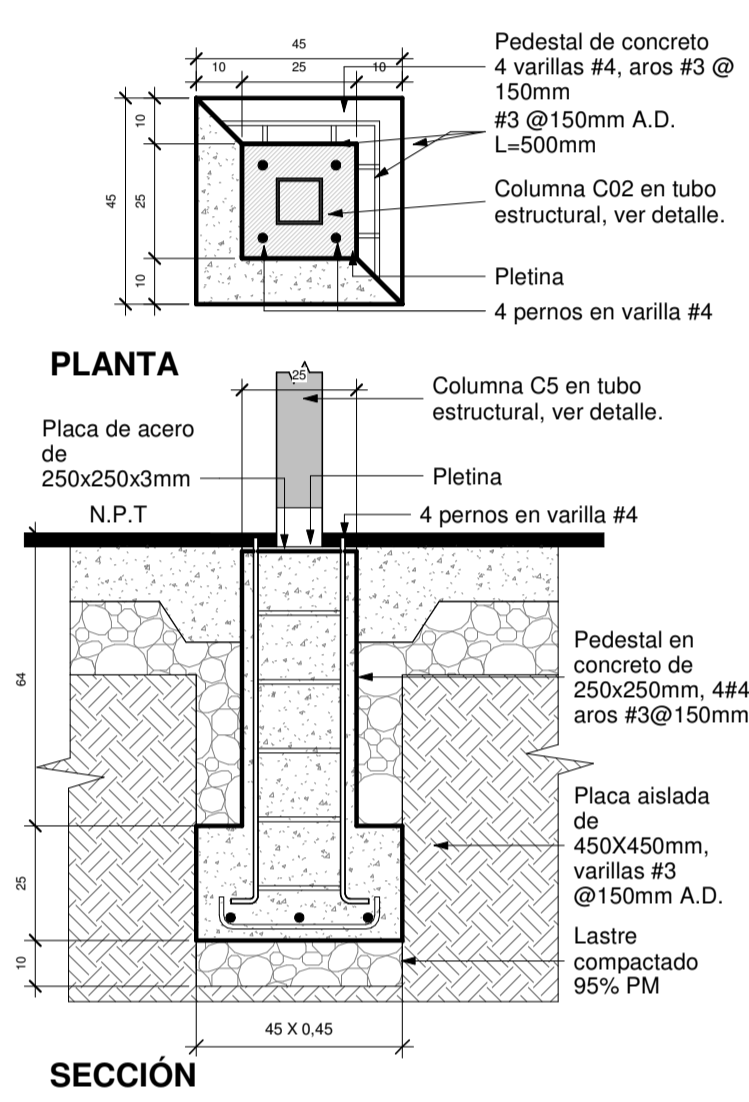 45
10
25
10
Pedestal de concreto
4 varillas #4, aros #3 @
150mm
#3 @150mm A.D.
L=500mm
10
45
25
10
Columna C02 en tubo
estructural, ver detalle.
Pletina
4 pernos en varilla #4
PLANTA
25
Columna C5 en tubo
estructural, ver detalle.
Placa de acero
de
250x250x3mm
Pletina
N.P.T
4 pernos en varilla #4
64
Pedestal en
concreto de
250x250mm, 4#4
aros #3@150mm
Placa aislada
de
450X450mm,
varillas #3
@150mm A.D.
25
Lastre
compactado
95% PM
10
45 X 0,45
SECCIÓN